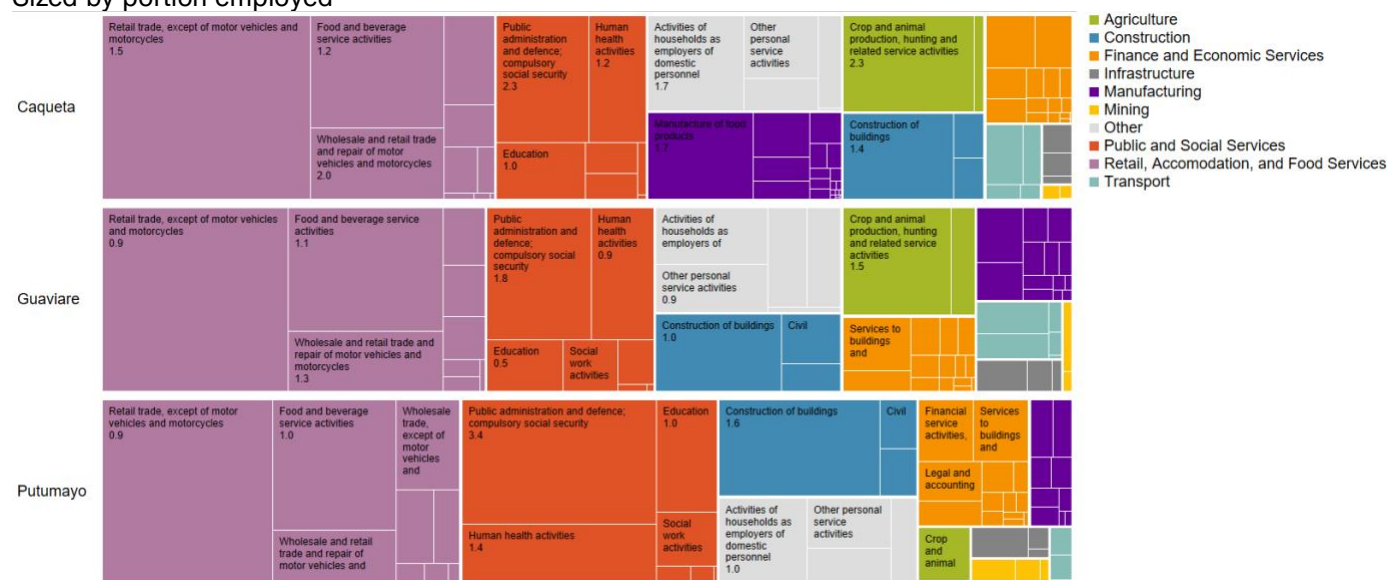 Sized by portion employed
Caqueta
Retail trade, except of motor vehicles and
motorcycles
1.5
Food and beverage
service activities
1.2
Wholesale and retail trade
and repair of motor
vehicles and motorcycles
2.0
Public
administration
and defence;
compulsory
social security
2.3
Human
health
activities
1.2
Education
1.0
Activities of
households as
employers of
domestic
personnel
1.7
Other
personal
service
activities
Manufacture of food
products
1.7
Crop and animal
production, hunting and
related service activities
2.3
Construction of
buildings
1.4
Agriculture
Construction
Finance and Economic Services
Infrastructure
Manufacturing
Mining
Other
Public and Social Services
Retail, Accomodation, and Food Services
Transport
Guaviare
Retail trade, except of motor vehicles
and motorcycles
0.9
Food and beverage service
activities
1.1
Wholesale and retail trade and
repair of motor vehicles and
motorcycles
1.3
Public
administration and
defence;
compulsory social
security
1.8
Human
health
activities
0.9
Education
0.5
Social
work
activities
Activities of
households as
employers of
Other personal
service activities
0.9
Construction of buildings
1.0
Civil
Crop and animal
production, hunting
and related service
activities
1.5
Services to
buildings
and
Putumayo
Retail trade, except of motor
vehicles and motorcycles
0.9
Food and beverage
service activities
1.0
Wholesale and retail
trade and repair of
motor vehicles and
Wholesale
trade,
except of
motor
vehicles
and
Public administration and defence;
compulsory social security
3.4
Human health activities
1.4
Education
1.0
Social
work
activities
Construction of buildings
1.6
Civil
Activities of
households as
employers of
domestic
personnel
1.0
Other personal
service
activities
Financial
service
activities,
Services
to
buildings
and
Legal and
accounting
Crop
and
animal